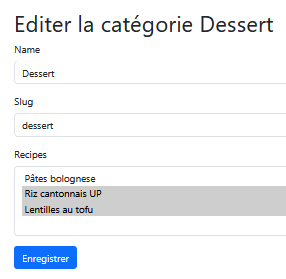 Editer la catégorie Dessert
Name
Dessert
Slug
dessert
Recipes
Pâtes bolognese
Riz cantonnais UP
Lentilles au tofu
Enregistrer